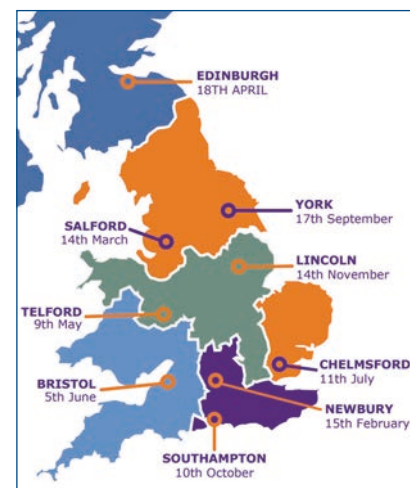 EDINBURGH
18TH APRIL
YORK
17th September
SALFORD
14th March
LINCOLN
14th November
TELFORD
9th May
CHELMSFORD
11th July
BRISTOL
5th June
NEWBURY
15th February
SOUTHAMPTON
10th October